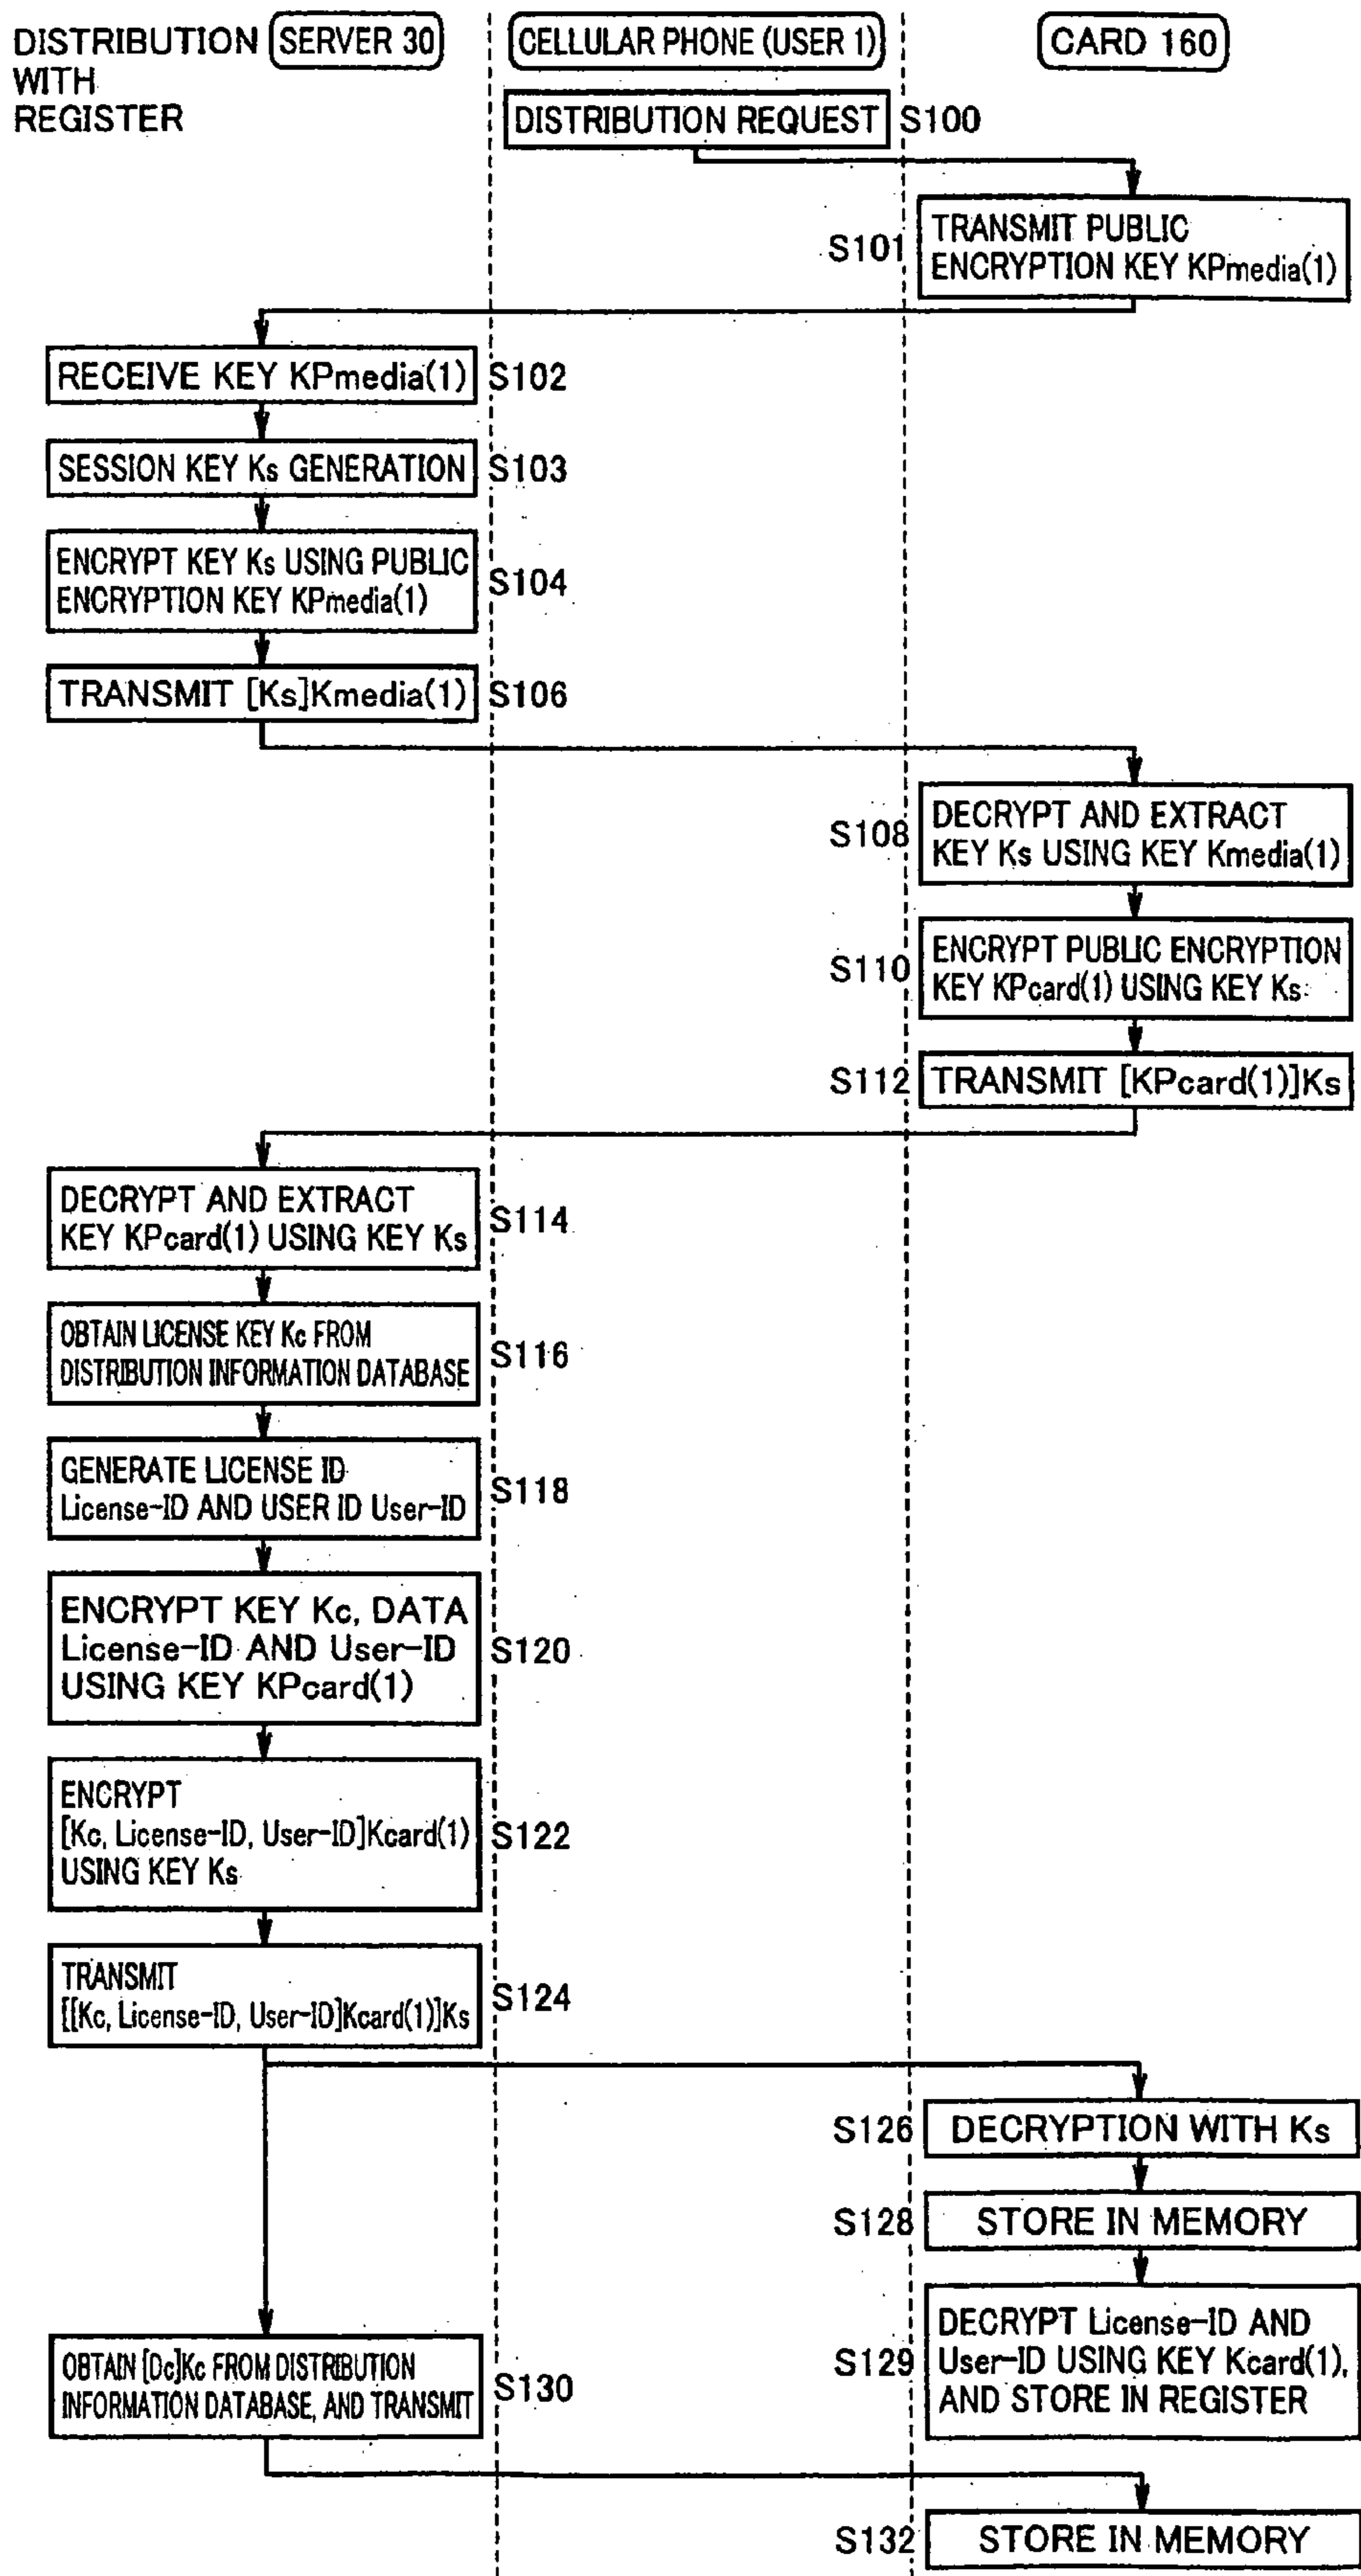 DISTRIBUTION
WITH
REGISTER
SERVER 30
CELLULAR PHONE (USER 1)
CARD 160
DISTRIBUTION REQUEST
S100
S101
TRANSMIT PUBLIC
ENCRYPTION KEY KPmedia(1)
RECEIVE KEY KPmedia(1)
S102
SESSION KEY Ks GENERATION
S103
ENCRYPT KEY Ks USING PUBLIC
ENCRYPTION KEY KPmedia(1)
S104
TRANSMIT [Ks]Kmedia(1)
S106
S108
DECRYPT AND EXTRACT
KEY Ks USING KEY Kmedia(1)
S110
ENCRYPT PUBLIC ENCRYPTION
KEY KPcard(1) USING KEY Ks
S112
TRANSMIT [KPcard(1)]Ks
DECRYPT AND EXTRACT
KEY KPcard(1) USING KEY Ks
S114
OBTAIN LICENSE KEY Kc FROM
DISTRIBUTION INFORMATION DATABASE
S116
GENERATE LICENSE ID
License-ID AND USER ID User-ID
S118
ENCRYPT KEY Kc, DATA
License-ID AND User-ID
USING KEY KPcard(1)
S120
ENCRYPT
[Kc, License-ID, User-ID]Kcard(1)
USING KEY Ks
S122
TRANSMIT
[[Kc, License-ID, User-ID]Kcard(1)]Ks
S124
S126
DECRYPTION WITH Ks
S128
STORE IN MEMORY
S129
DECRYPT License-ID AND
User-ID USING KEY Kcard(1),
AND STORE IN REGISTER
OBTAIN [Dc]Kc FROM DISTRIBUTION
INFORMATION DATABASE, AND TRANSMIT
S130
S132
STORE IN MEMORY